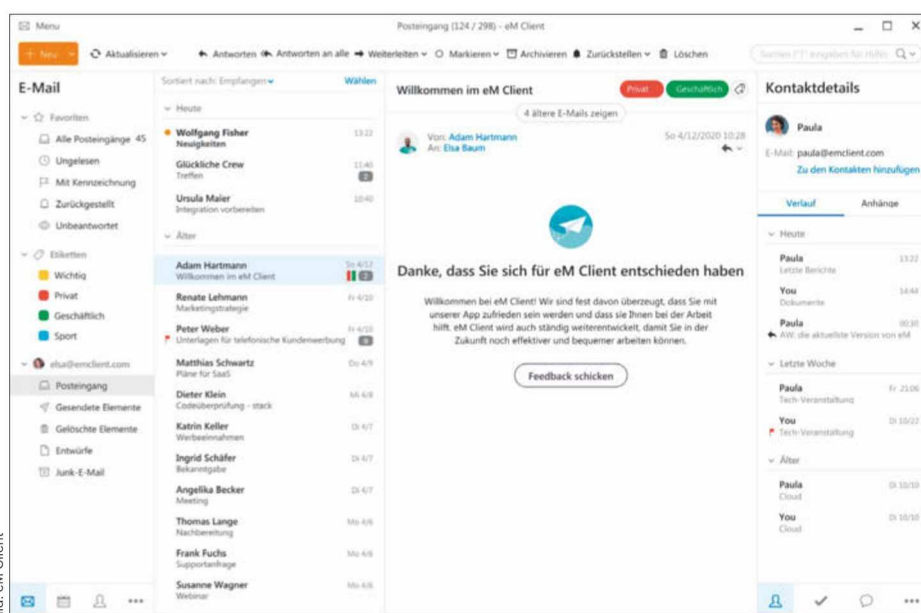 Menu
Posteingang (124 / 298) - eM Client
+ Neu
Aktualisieren
Antworten
Antworten an alle
Weiterleiten
Markieren
Archivieren
Zurückstellen
Löschen
E-Mail
Favoriten
Alle Posteingänge 45
Ungelesen
Mit Kennzeichnung
Zurückgestellt
Unbeantwortet
Etiketten
Wichtig
Privat
Geschäftlich
Sport
elsa@emclient.com
Posteingang
Gesendete Elemente
Gelöschte Elemente
Entwürfe
Junk-E-Mail
Sortiert nach: Empfangen
Wählen
Heute
Wolfgang Fisher 13:22
Neuigkeiten
Glückliche Crew 11:40
Treffen 2
Ursula Maier 10:40
Integration vorbereiten
Älter
Adam Hartmann So 4/12
Willkommen im eM Client 2
Renate Lehmann Fr 4/10
Marketingstrategie
Peter Weber Fr 4/10
Unterlagen für telefonische Kundenwerbung
Matthias Schwartz Do 4/9
Pläne für SaaS
Dieter Klein Mi 4/8
Codeüberprüfung - stack
Katrin Keller Di 4/7
Werbeeinnahmen
Ingrid Schäfer Di 4/7
Bekanntgabe
Angelika Becker Di 4/7
Meeting
Thomas Lange Mo 4/6
Nachbereitung
Frank Fuchs Mo 4/6
Supportanfrage
Susanne Wagner Mo 4/6
Webinar
Willkommen im eM Client
Privat
Geschäftlich
4 ältere E-Mails zeigen
Von: Adam Hartmann
So 4/12/2020 10:28
An: Elsa Baum
Danke, dass Sie sich für eM Client entschieden haben
Willkommen bei eM Client! Wir sind fest davon überzeugt, dass Sie mit
unserer App zufrieden sein werden und dass sie Ihnen bei der Arbeit
hilft. eM Client wird auch ständig weiterentwickelt, damit Sie in der
Zukunft noch effektiver und bequemer arbeiten können.
Feedback schicken
Kontaktdetails
Paula
E-Mail: paula@emclient.com
Zu den Kontakten hinzufügen
Verlauf
Anhänge
Heute
Paula 13:22
Letzte Berichte
You 14:44
Dokumente
Paula 00:30
AW: die aktuellste Version von eM
Letzte Woche
Paula Fr 21:06
Tech-Veranstaltung
You Di 10/22
Tech-Veranstaltung
Älter
Paula Di 10/10
Cloud
You Di 10/10
Cloud
eM Client